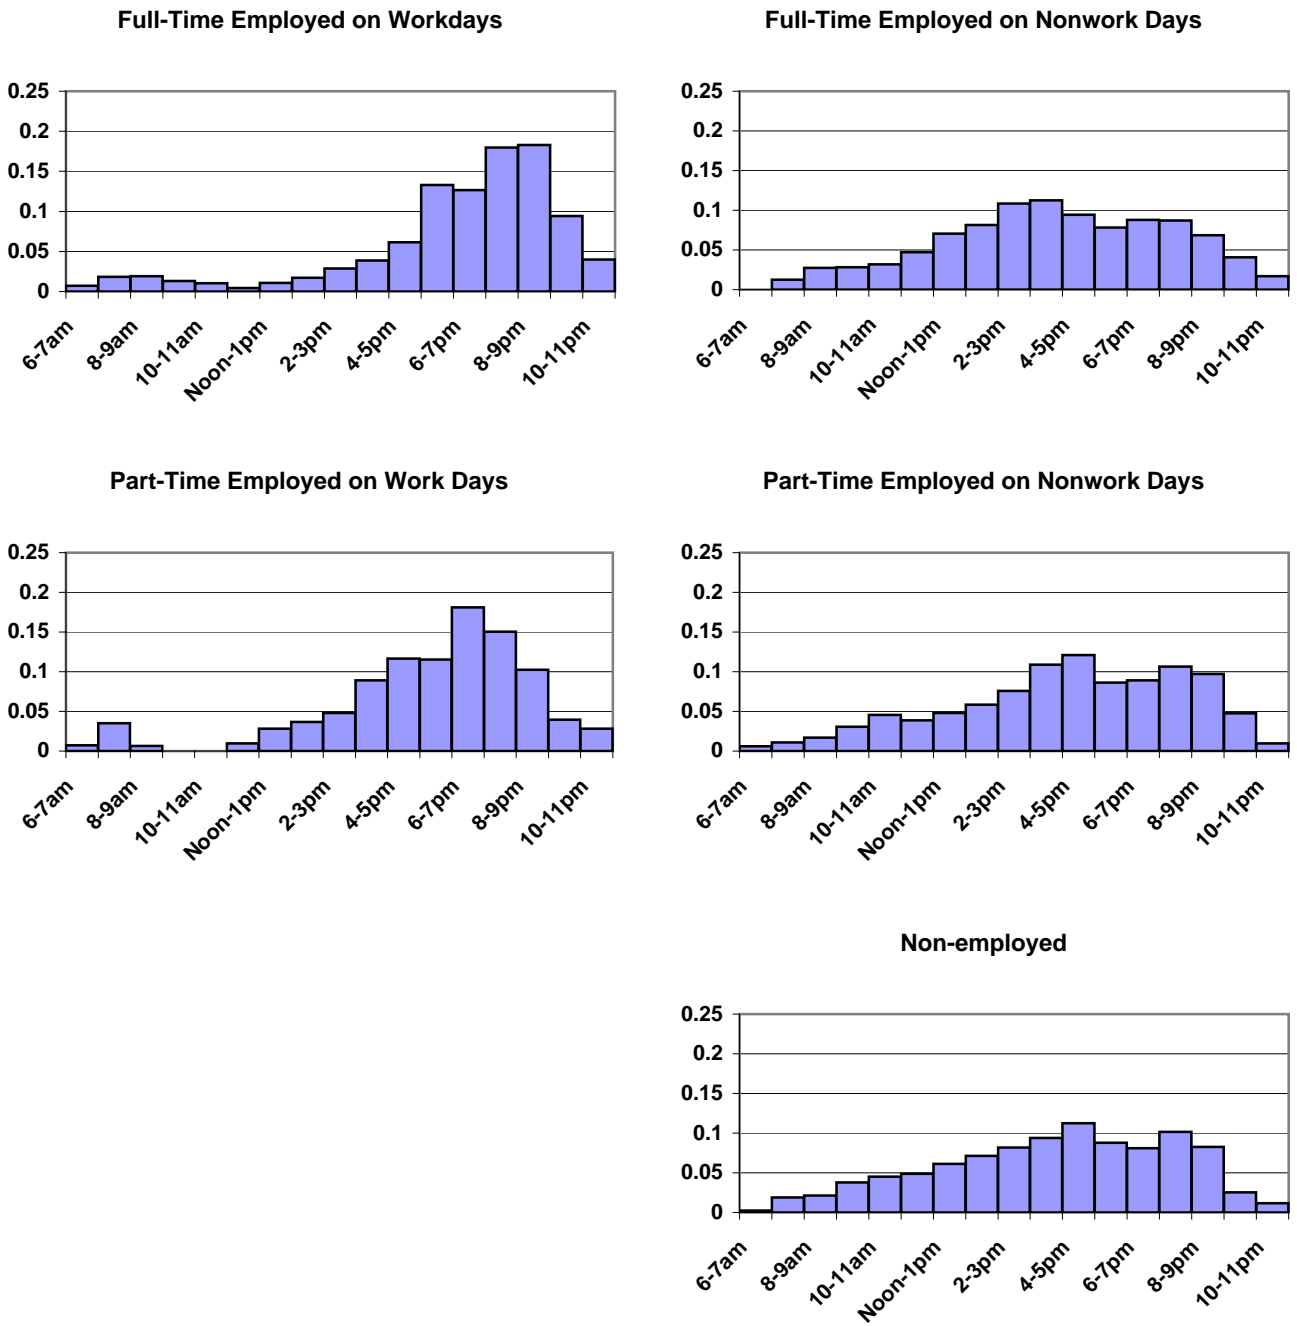 Full-Time Employed on Workdays
0.25
0.2
0.15
0.1
0.05
0
6-7am
8-9am
10-11am
Noon-1pm
2-3pm
4-5pm
6-7pm
8-9pm
10-11pm
Full-Time Employed on Nonwork Days
0.25
0.2
0.15
0.1
0.05
0
6-7am
8-9am
10-11am
Noon-1pm
2-3pm
4-5pm
6-7pm
8-9pm
10-11pm
Part-Time Employed on Work Days
0.25
0.2
0.15
0.1
0.05
0
6-7am
8-9am
10-11am
Noon-1pm
2-3pm
4-5pm
6-7pm
8-9pm
10-11pm
Part-Time Employed on Nonwork Days
0.25
0.2
0.15
0.1
0.05
0
6-7am
8-9am
10-11am
Noon-1pm
2-3pm
4-5pm
6-7pm
8-9pm
10-11pm
Non-employed
0.25
0.2
0.15
0.1
0.05
0
6-7am
8-9am
10-11am
Noon-1pm
2-3pm
4-5pm
6-7pm
8-9pm
10-11pm